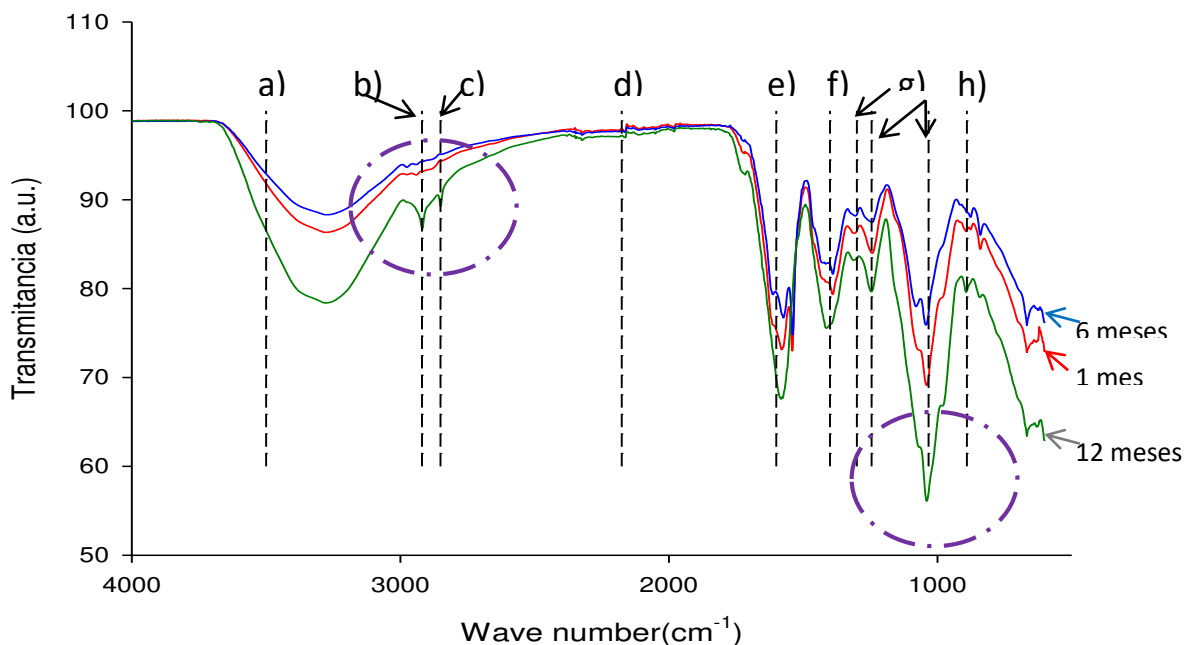 110
100
90
80
70
60
50
4000
3000
2000
1000
Transmitancia (a.u.)
Wave number(cm⁻¹)
a)
b)
c)
d)
e)
f)
g)
h)
6 meses
1 mes
12 meses